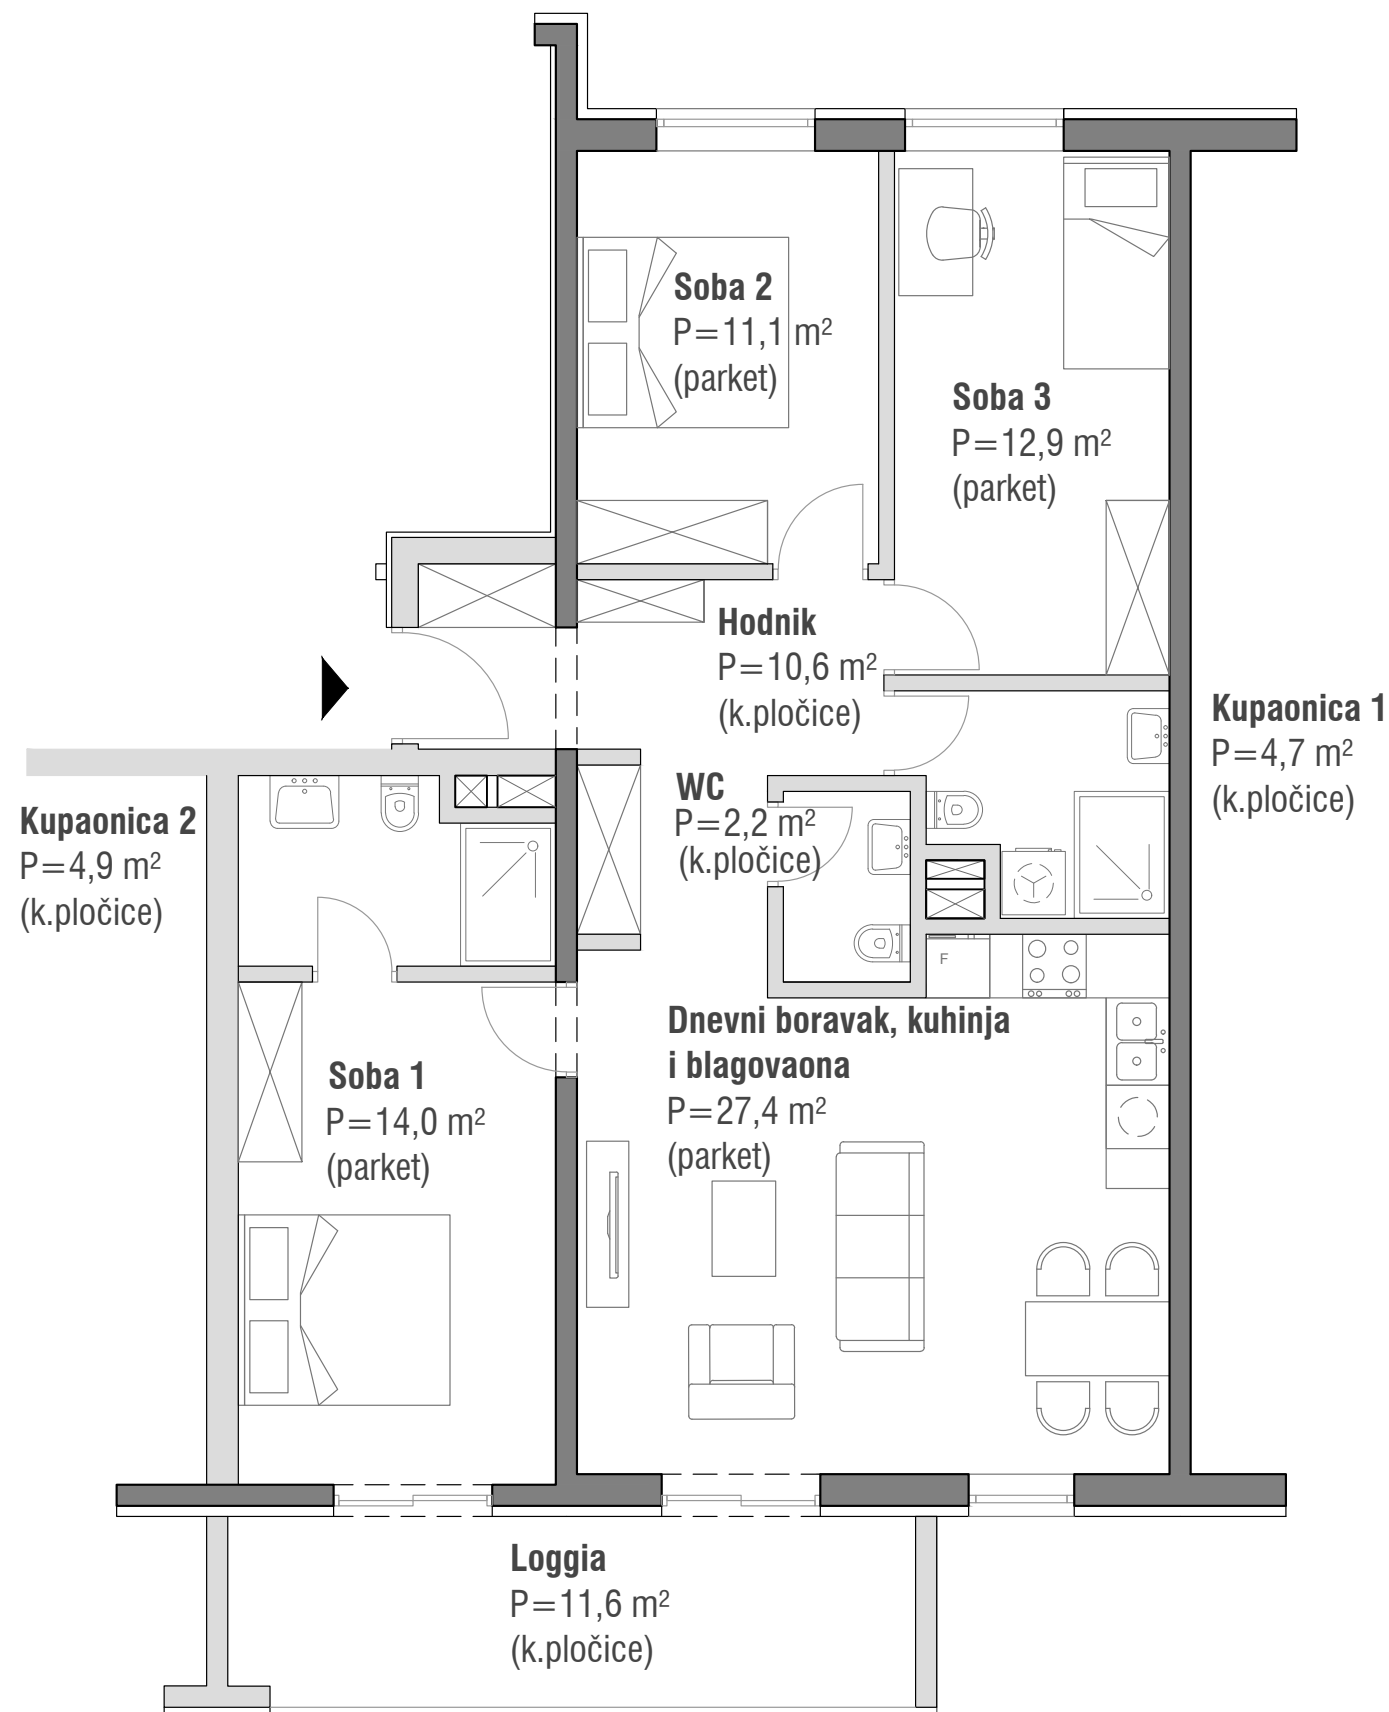 Soba 2
P=11,1 m²
(parket)
Soba 3
P=12,9 m²
(parket)
Hodnik
P=10,6 m²
(k.pločice)
Kupaonica 1
P=4,7 m²
(k.pločice)
WC
P=2,2 m²
(k.pločice)
Kupaonica 2
P=4,9 m²
(k.pločice)
F
Dnevni boravak, kuhinja
i blagovaona
P=27,4 m²
(parket)
Soba 1
P=14,0 m²
(parket)
Loggia
P=11,6 m²
(k.pločice)